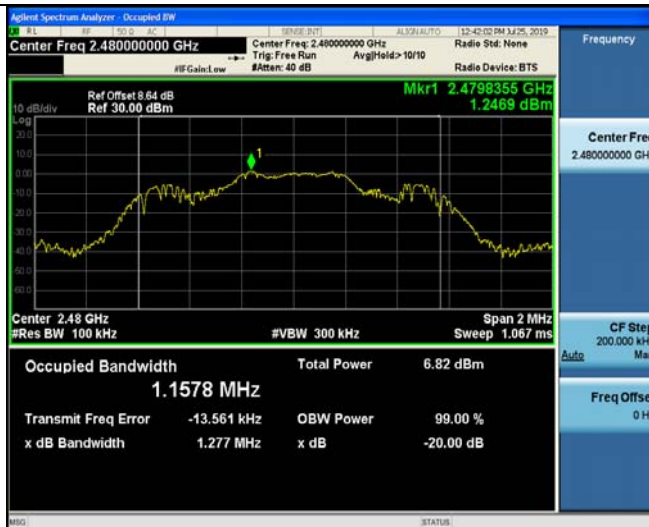 Agilent Spectrum Analyzer - Occupied BW
RL RF 50 Ω AC SENSE:INT ALIGN AUTO 12:42:02 PM Jul 25, 2019
Center Freq 2.480000000 GHz
Center Freq: 2.480000000 GHz
Radio Std: None
Trig: Free Run Avg|Hold:> 10/10
#IFGain:Low
#Atten: 40 dB
Radio Device: BTS
Ref Offset 8.64 dB
10 dB/div Ref 30.00 dBm
Mkr1 2.4798355 GHz
1.2469 dBm
Log
20.0
10.0
0.00
10.0
20.0
30.0
40.0
50.0
60.0
1
Center 2.48 GHz
Span 2 MHz
#Res BW 100 kHz
#VBW 300 kHz
Sweep 1.067 ms
Occupied Bandwidth
1.1578 MHz
Total Power 6.82 dBm
Transmit Freq Error -13.561 kHz
OBW Power 99.00 %
x dB Bandwidth 1.277 MHz
x dB -20.00 dB
MSG
STATUS
Frequency
Center Fre
2.480000000 GH
CF Ste
200.000 kH
Auto Ma
Freq Offse
0 H